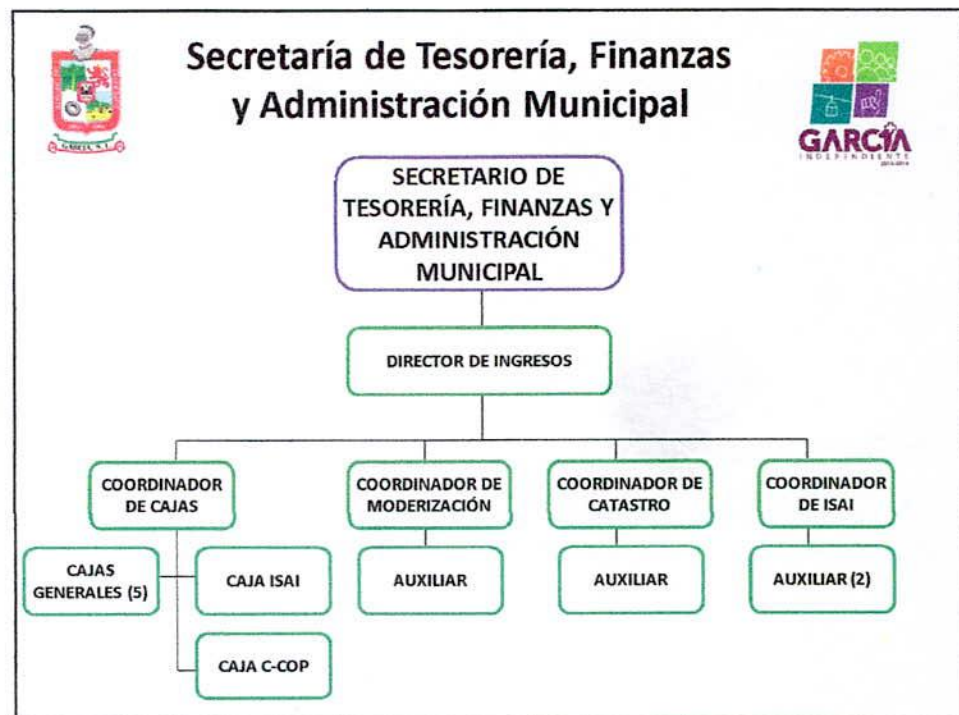 Secretaría de Tesorería, Finanzas
y Administración Municipal
GARCIA, N. L.
GARCÍA
INDEPENDIENTE
SECRETARIO DE
TESORERÍA, FINANZAS Y
ADMINISTRACIÓN
MUNICIPAL
DIRECTOR DE INGRESOS
COORDINADOR
DE CAJAS
COORDINADOR DE
MODERIZACIÓN
COORDINADOR DE
CATASTRO
COORDINADOR
DE ISAI
CAJAS
GENERALES (5)
CAJA ISAI
AUXILIAR
AUXILIAR
AUXILIAR (2)
CAJA C-COP